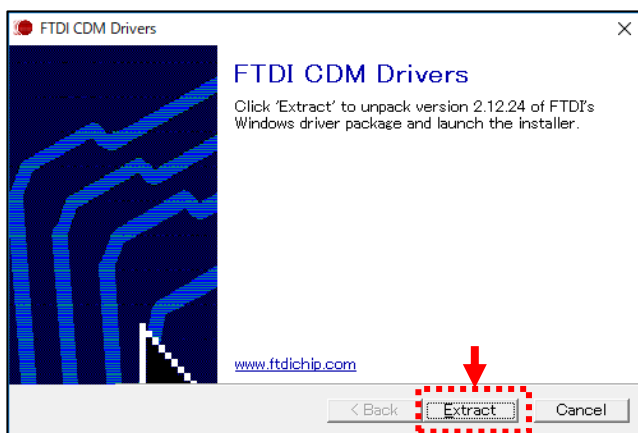 FTDI CDM Drivers
FTDI CDM Drivers
Click 'Extract' to unpack version 2.12.24 of FTDI's
Windows driver package and launch the installer.
www.ftdichip.com
< Back Extract Cancel